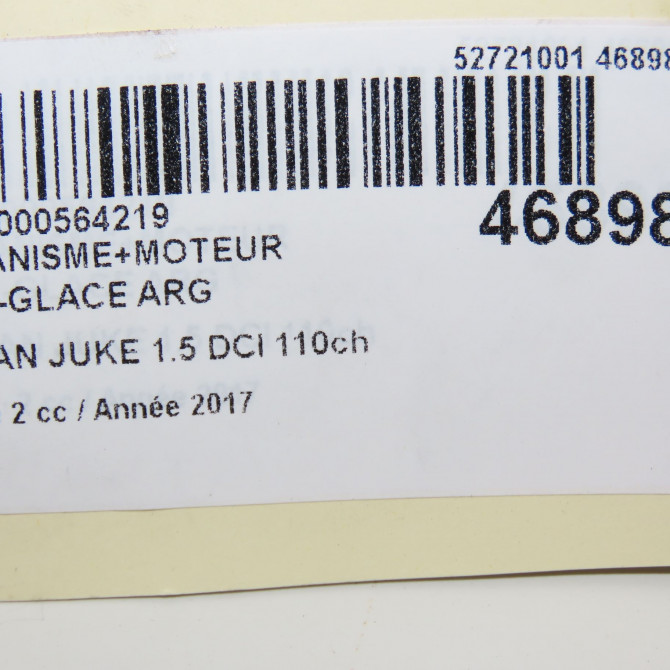 52721001 46898
000564219
46898
ANISME+MOTEUR
-GLACE ARG
AN JUKE 1.5 DCI 110ch
2 cc / Année 2017